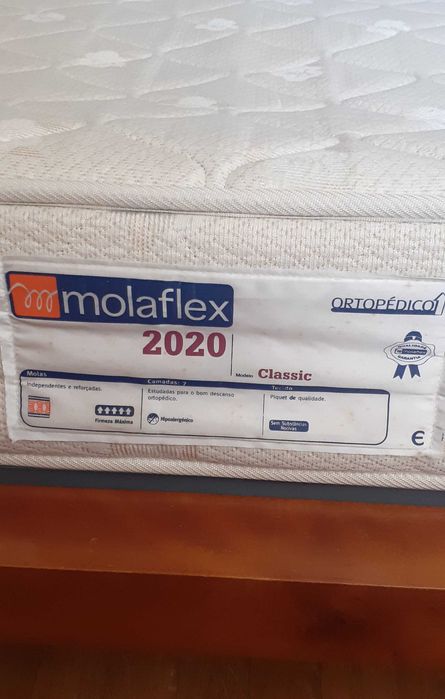 molaflex
ORTOPÉDICO
2020
Modelo Classic
GARANTIA
Molas
Independentes e reforçadas.
Firmeza Máxima
Camadas: 7
Estudadas para o bom descanso
ortopédico.
Hipoalergénico
Tecido
Piquet de qualidade.
Sem Substâncias
Nocivas
€